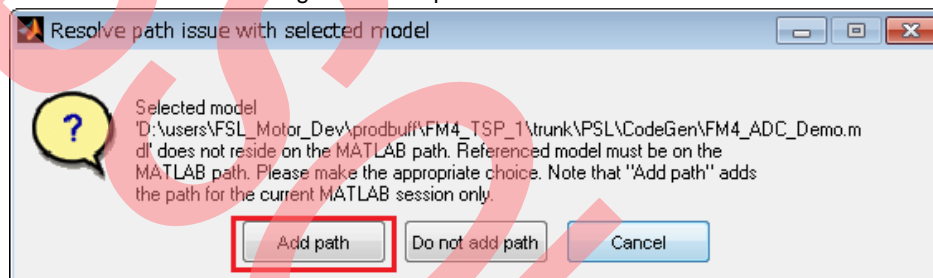 Resolve path issue with selected model
Selected model
'D:\users\FSL_Motor_Dev\prodbuff\FM4_TSP_1\trunk\PSL\CodeGen\FM4_ADC_Demo.m
dl' does not reside on the MATLAB path. Referenced model must be on the
MATLAB path. Please make the appropriate choice. Note that "Add path" adds
the path for the current MATLAB session only.
Add path Do not add path Cancel